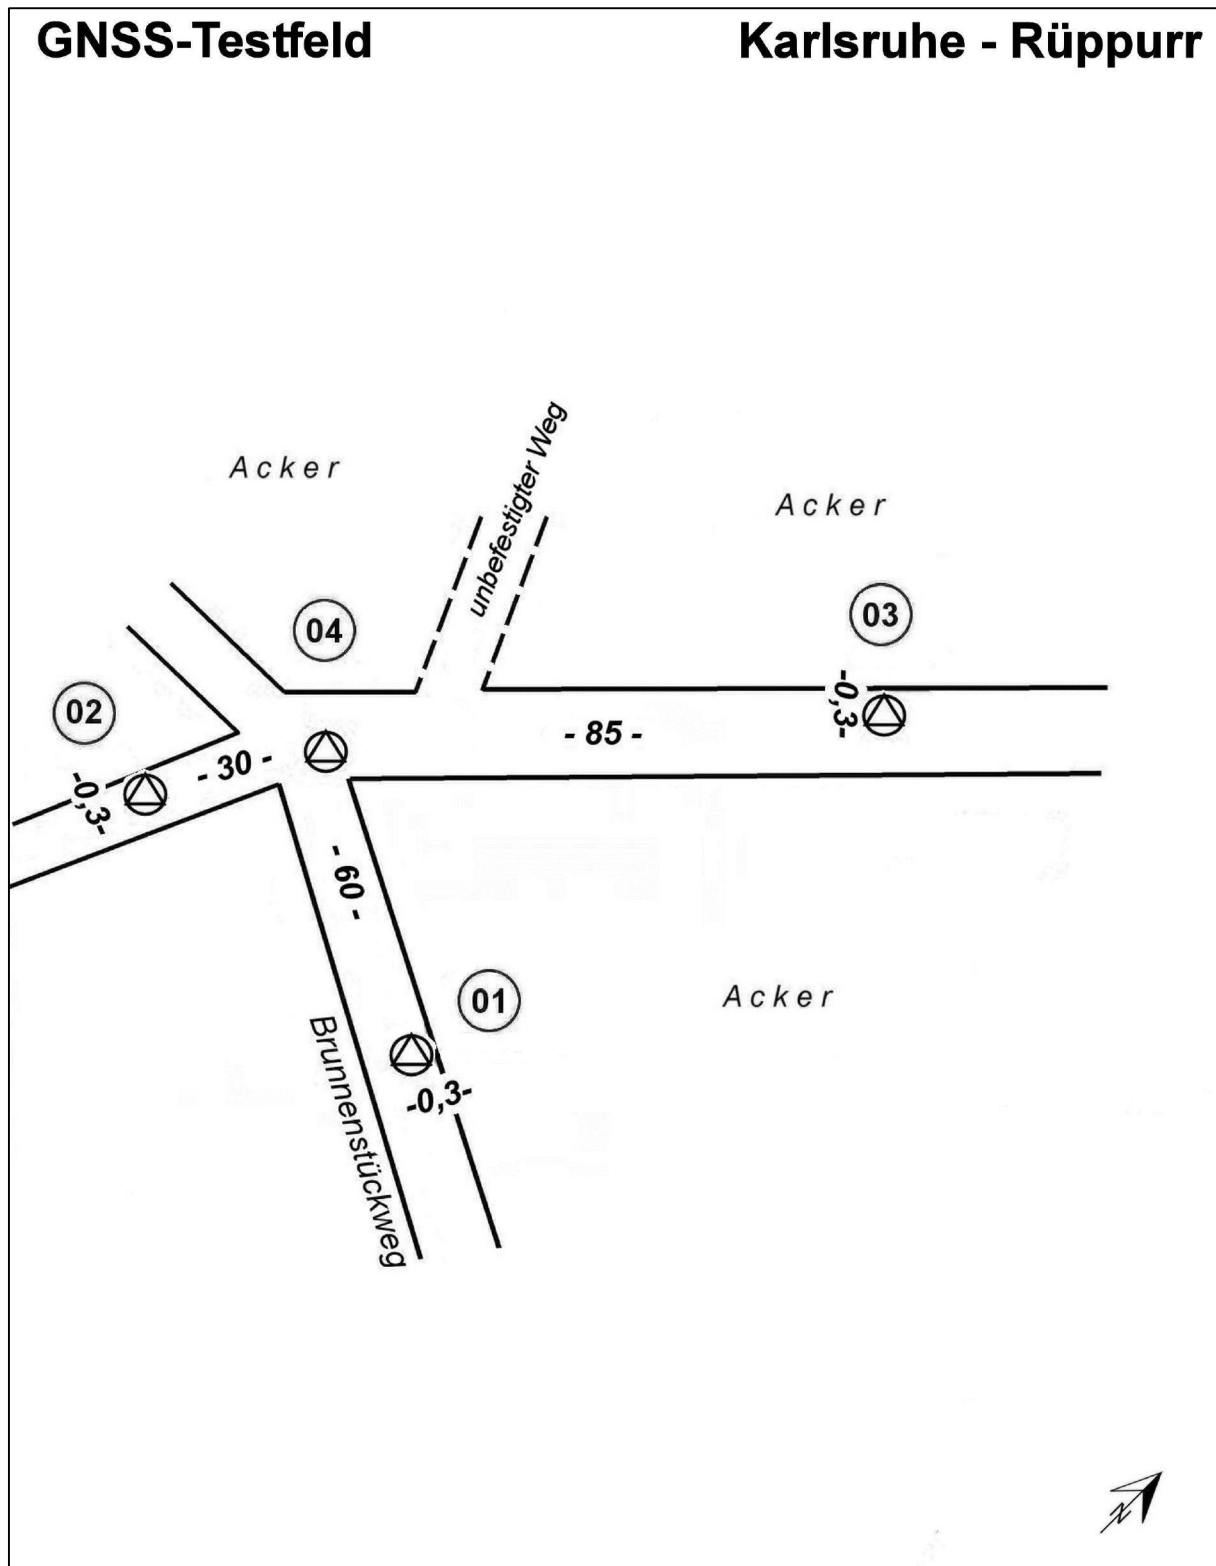 GNSS-Testfeld
Karlsruhe - Rüppurr
Acker
unbefestigter Weg
Acker
04
03
02
-0,3-
- 85 -
- 30 -
-0,3-
- 60 -
01
Acker
Brunnenstückweg
-0,3-
N